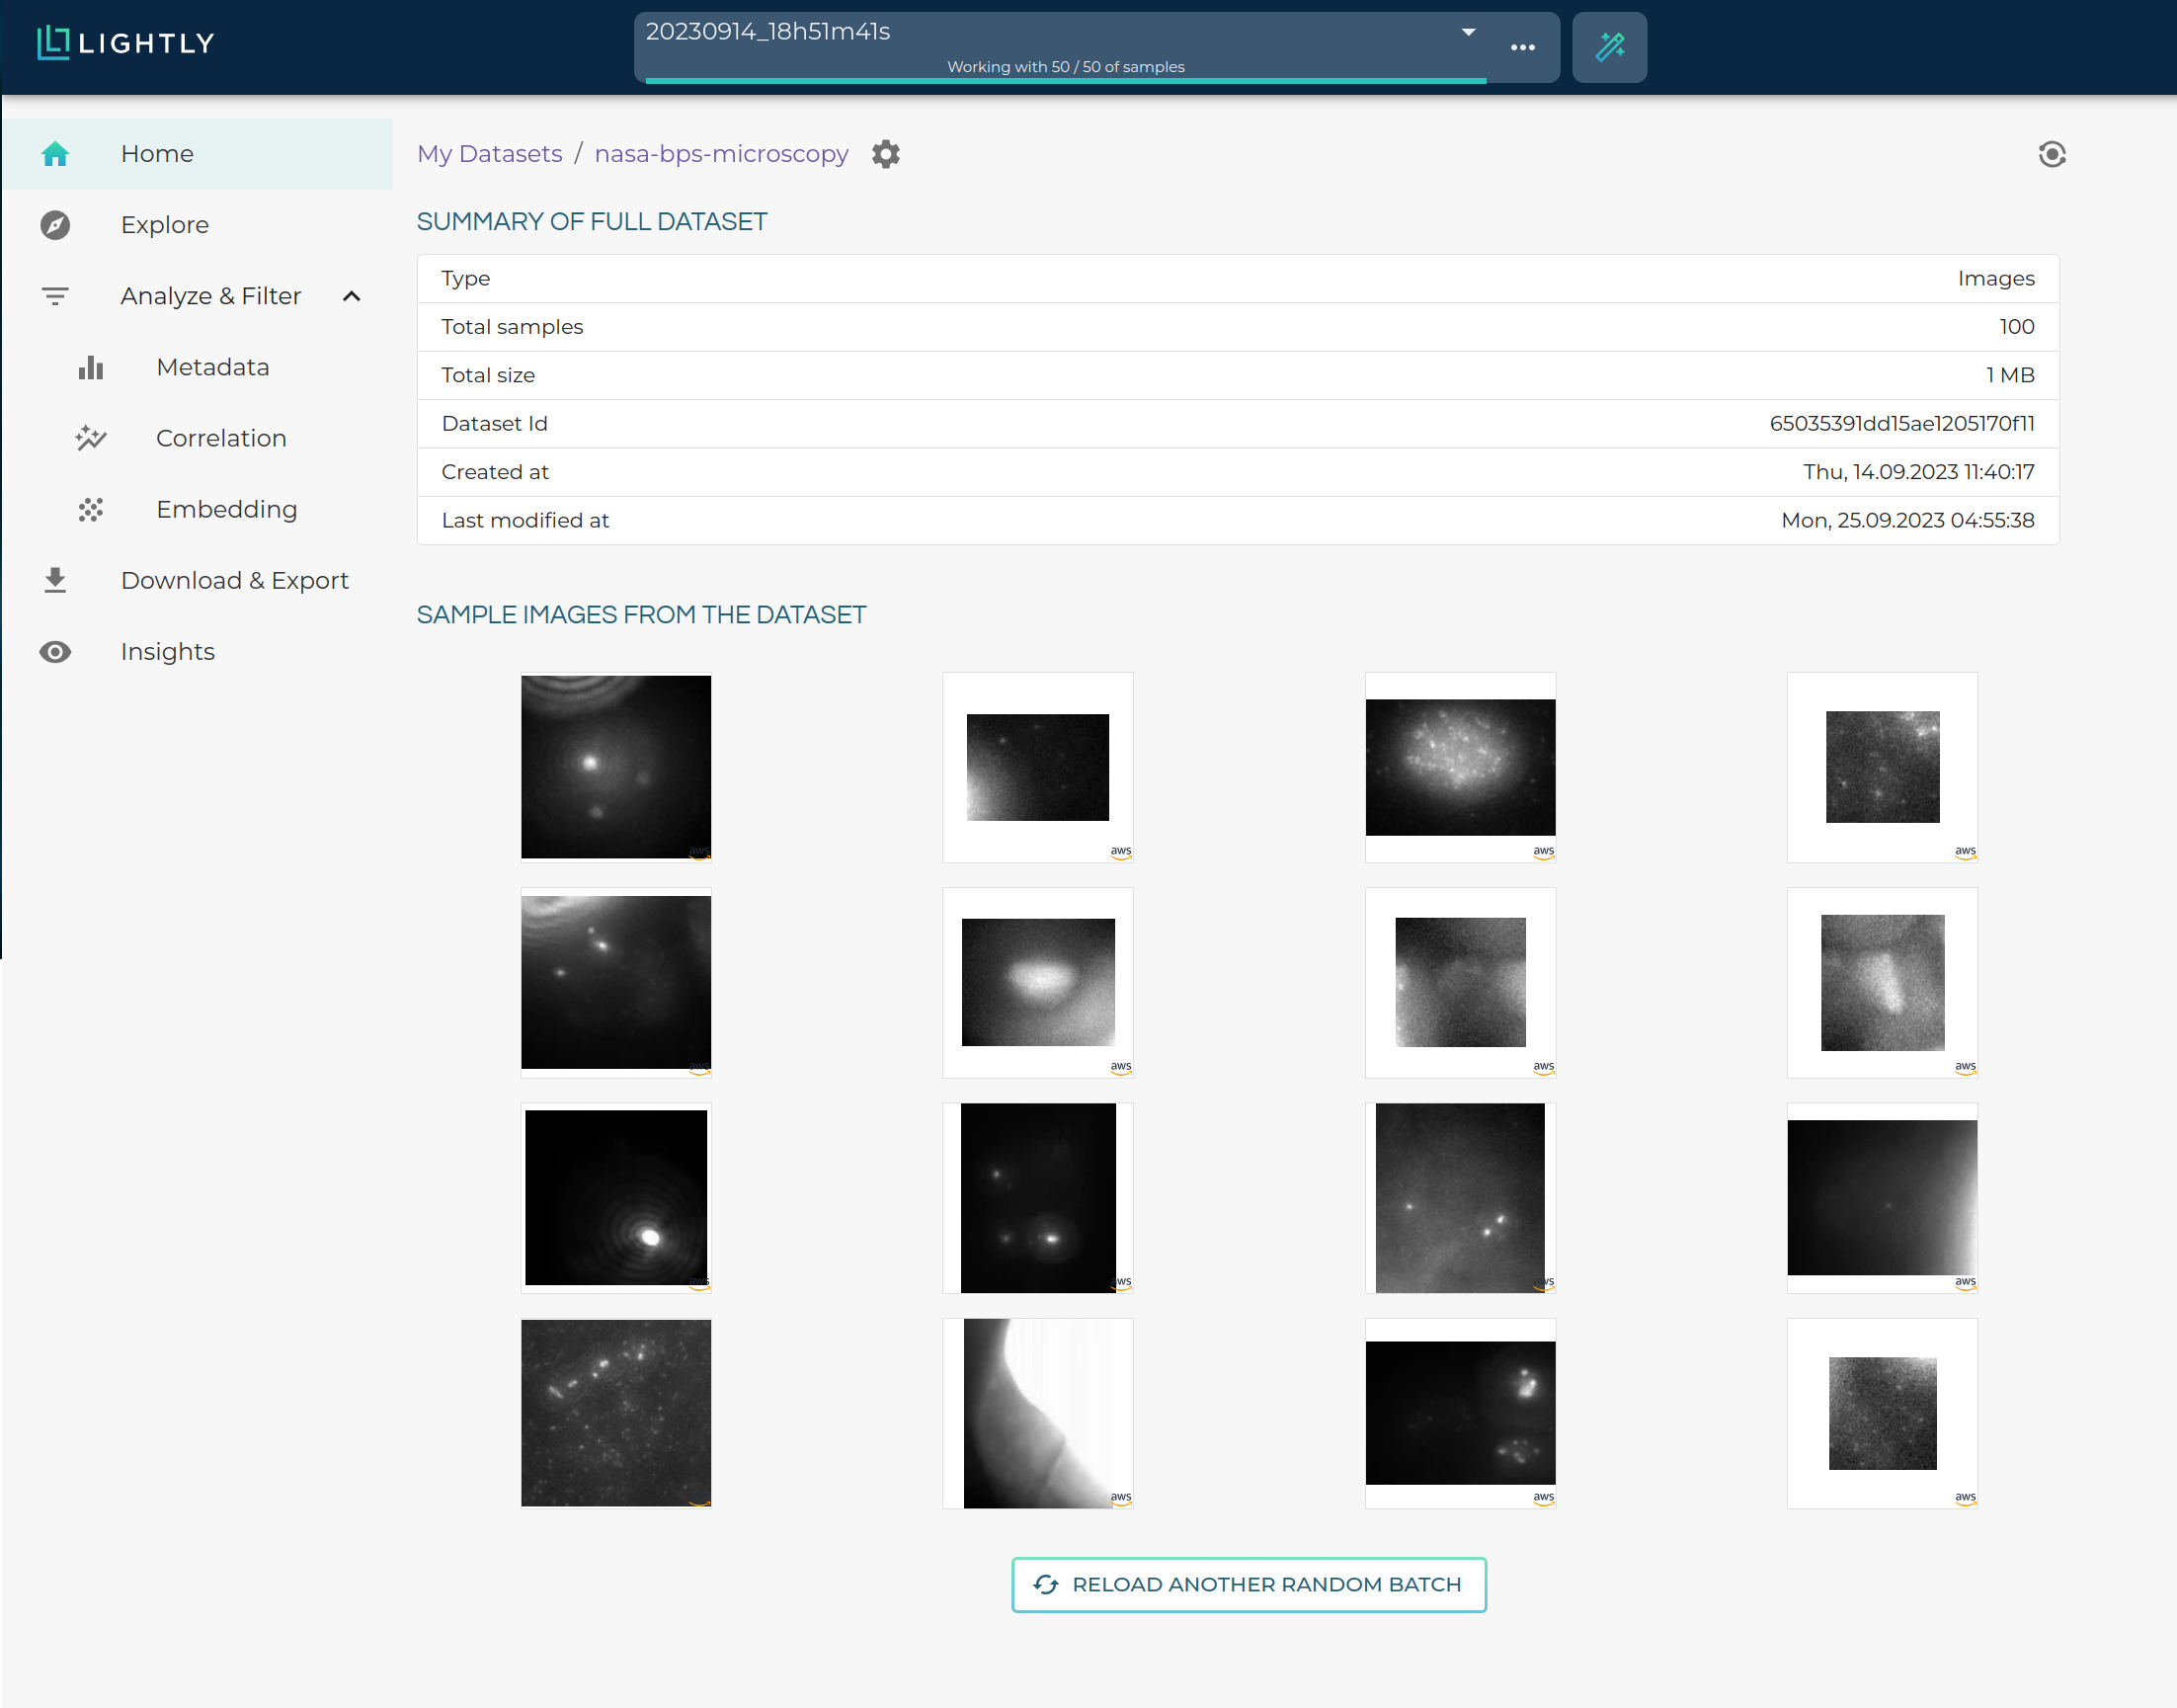 LIGHTLY
20230914_18h51m41s
Working with 50 / 50 of samples
Home
Explore
Analyze & Filter
Metadata
Correlation
Embedding
Download & Export
Insights
My Datasets / nasa-bps-microscopy
SUMMARY OF FULL DATASET
Type Images
Total samples 100
Total size 1 MB
Dataset Id 65035391dd15ae1205170f11
Created at Thu, 14.09.2023 11:40:17
Last modified at Mon, 25.09.2023 04:55:38
SAMPLE IMAGES FROM THE DATASET
aws aws aws aws
aws aws aws aws
aws aws aws aws
aws aws aws
RELOAD ANOTHER RANDOM BATCH